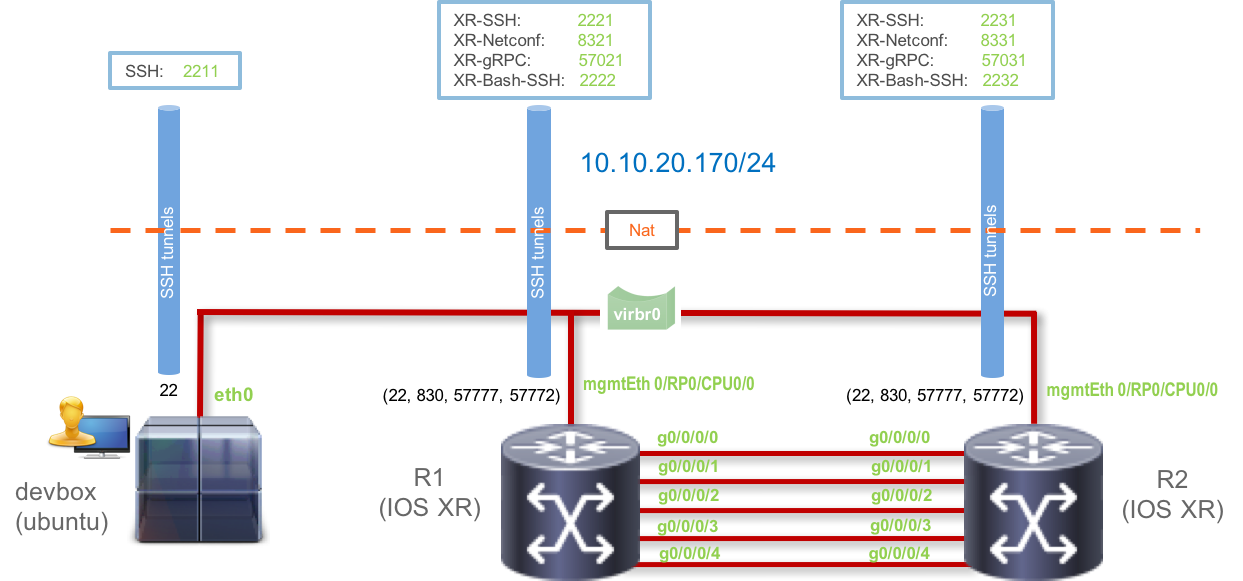 SSH: 2211
XR-SSH: 2221
XR-Netconf: 8321
XR-gRPC: 57021
XR-Bash-SSH: 2222
XR-SSH: 2231
XR-Netconf: 8331
XR-gRPC: 57031
XR-Bash-SSH: 2232
10.10.20.170/24
SSH tunnels
SSH tunnels
SSH tunnels
Nat
virbr0
22
eth0
(22, 830, 57777, 57772)
mgmtEth 0/RP0/CPU0/0
(22, 830, 57777, 57772)
mgmtEth 0/RP0/CPU0/0
devbox
(ubuntu)
R1
(IOS XR)
g0/0/0/0
g0/0/0/1
g0/0/0/2
g0/0/0/3
g0/0/0/4
g0/0/0/0
g0/0/0/1
g0/0/0/2
g0/0/0/3
g0/0/0/4
R2
(IOS XR)